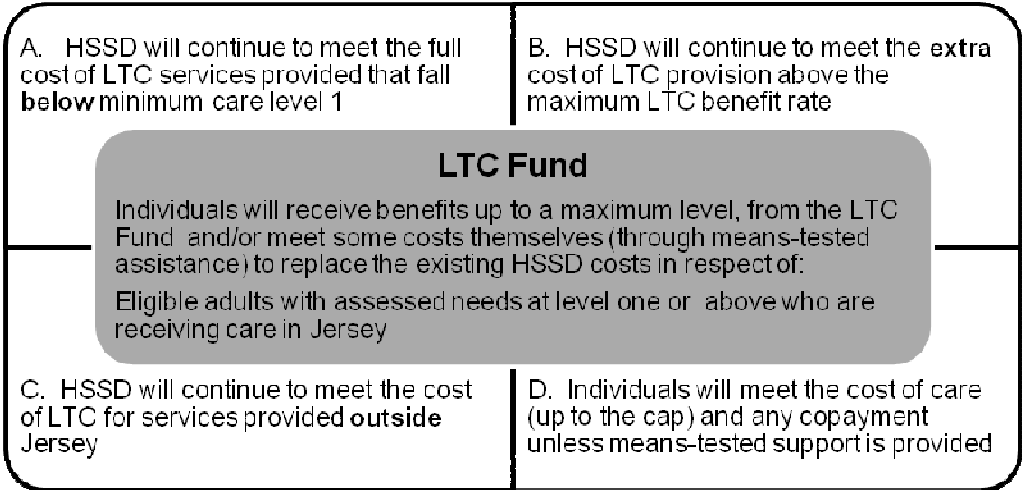 A. HSSD will continue to meet the full
cost of LTC services provided that fall
below minimum care level 1
B. HSSD will continue to meet the extra
cost of LTC provision above the
maximum LTC benefit rate
LTC Fund
Individuals will receive benefits up to a maximum level, from the LTC
Fund and/or meet some costs themselves (through means-tested
assistance) to replace the existing HSSD costs in respect of:
Eligible adults with assessed needs at level one or above who are
receiving care in Jersey
C. HSSD will continue to meet the cost
of LTC for services provided outside
Jersey
D. Individuals will meet the cost of care
(up to the cap) and any copayment
unless means-tested support is provided